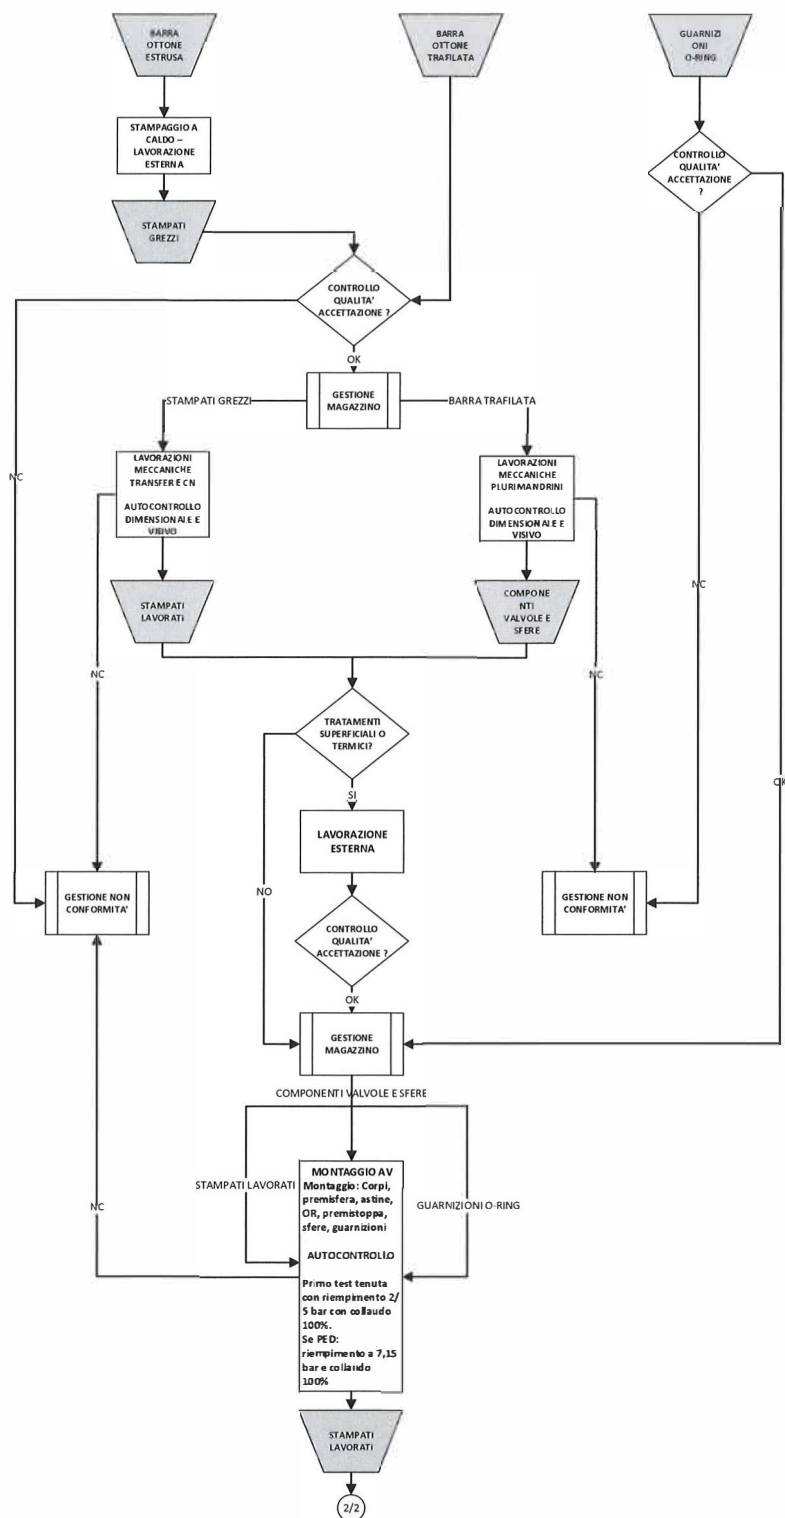 BARRA
OTTONE
ESTRUSA
BARRA
OTTONE
TRAFILATA
GUARNIZI
ONI
O-RING
STAMPAGGIO A
CALDO –
LAVORAZIONE
ESTERNA
CONTROLLO
QUALITA'
ACCETTAZIONE
?
STAMPATI
GREZZI
CONTROLLO
QUALITA'
ACCETTAZIONE ?
OK
GESTIONE
MAGAZZINO
STAMPATI GREZZI
BARRA TRAFILATA
LAVORAZIONI
MECCANICHE
TRANSFER E CN
AUTOCONTROLLO
DIMENSIONALE E
VISIVO
LAVORAZIONI
MECCANICHE
PLURIMANDRINI
AUTOCONTROLLO
DIMENSIONALE E
VISIVO
NC
NC
STAMPATI
LAVORATI
COMPONE
NTI
VALVOLE E
SFERE
NC
NC
TRATAMENTI
SUPERFICIALI O
TERMICI?
OK
SI
LAVORAZIONE
ESTERNA
GESTIONE NON
CONFORMITA'
NO
GESTIONE NON
CONFORMITA'
CONTROLLO
QUALITA'
ACCETTAZIONE ?
OK
GESTIONE
MAGAZZINO
COMPONENTI VALVOLE E SFERE
STAMPATI LAVORATI
GUARNIZIONI O-RING
NC
MONTAGGIO AV
Montaggio: Corpi,
premisfera, astine,
OR, premistoppa,
sfere, guarnizioni
AUTOCONTROLLO
Primo test tenuta
con riempimento 2/
5 bar con collaudo
100%.
Se PED:
riempimento a 7,15
bar e collaudo
100%
STAMPATI
LAVORATI
2/2